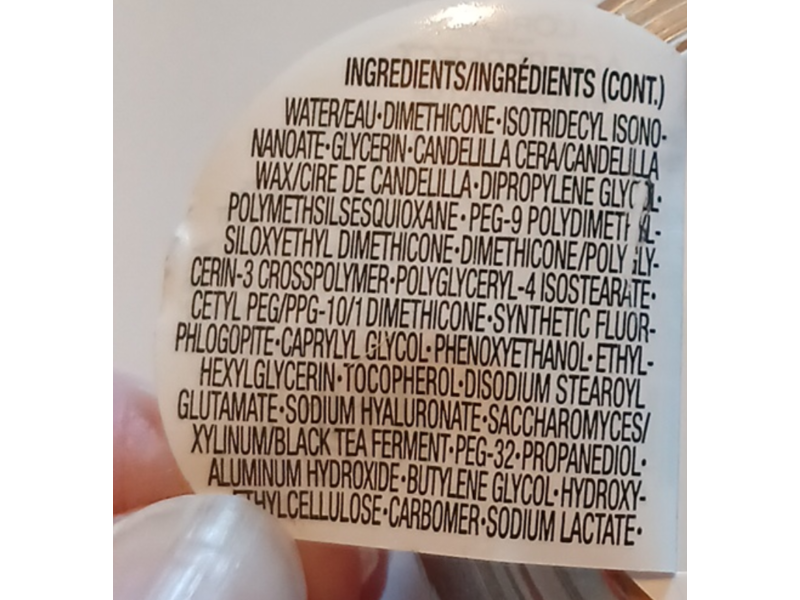 INGREDIENTS/INGRÉDIENTS (CONT.)
WATER/EAU•DIMETHICONE•ISOTRIDECYL ISONO-
NANOATE•GLYCERIN•CANDELILLA CERA/CANDELILLA
WAX/CIRE DE CANDELILLA•DIPROPYLENE GLYCOL•
POLYMETHSILSESQUIOXANE•PEG-9 POLYDIMETHYL-
SILOXYETHYL DIMETHICONE•DIMETHICONE/POLYGLY-
CERIN-3 CROSSPOLYMER•POLYGLYCERYL-4 ISOSTEARATE•
CETYL PEG/PPG-10/1 DIMETHICONE•SYNTHETIC FLUOR-
PHLOGOPITE•CAPRYLYL GLYCOL•PHENOXYETHANOL•ETHYL-
HEXYLGLYCERIN•TOCOPHEROL•DISODIUM STEAROYL
GLUTAMATE•SODIUM HYALURONATE•SACCHAROMYCES/
XYLINUM/BLACK TEA FERMENT•PEG-32•PROPANEDIOL•
ALUMINUM HYDROXIDE•BUTYLENE GLYCOL•HYDROXY-
ETHYLCELLULOSE•CARBOMER•SODIUM LACTATE•